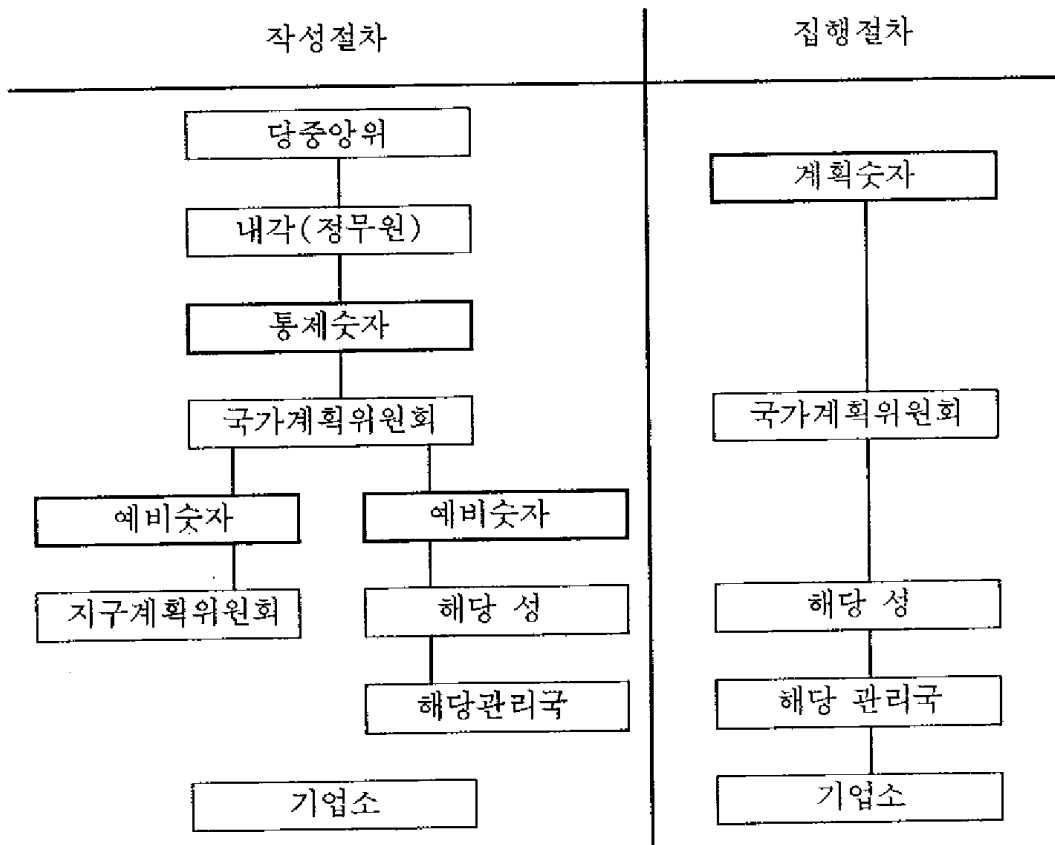 작성절차
집행절차
당중앙위
내각(정무원)
통제숫자
국가계획위원회
예비숫자
예비숫자
지구계획위원회
해당 성
해당관리국
기업소
계획숫자
국가계획위원회
해당 성
해당 관리국
기업소